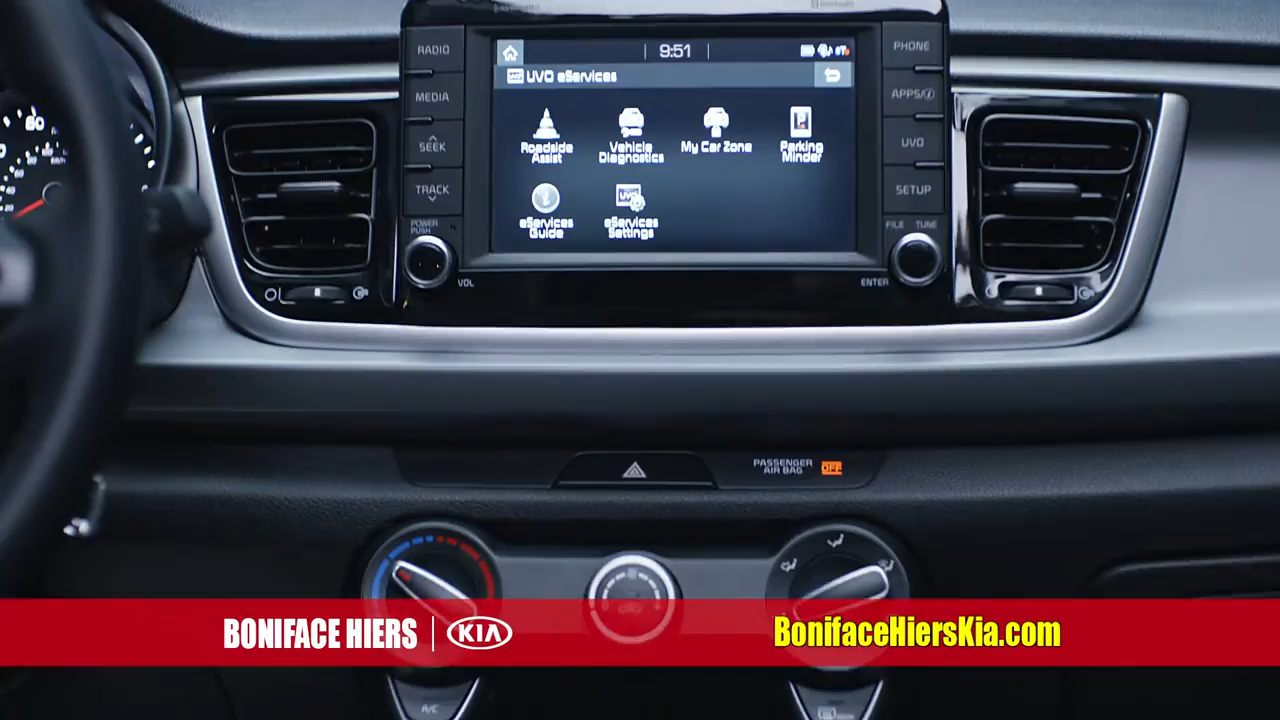 RADIO
MEDIA
SEEK
TRACK
POWER
PUSH
VOL
9:51
UVO eServices
Roadside
Assist
Vehicle
Diagnostics
My Car Zone
Parking
Minder
eServices
Guide
UVO
eServices
Settings
PHONE
APPS/i
UVO
SETUP
FILE
TUNE
ENTER
60
PASSENGER
AIR BAG
OFF
BONIFACE HIERS
KIA
BonifaceHiersKia.com
A/C